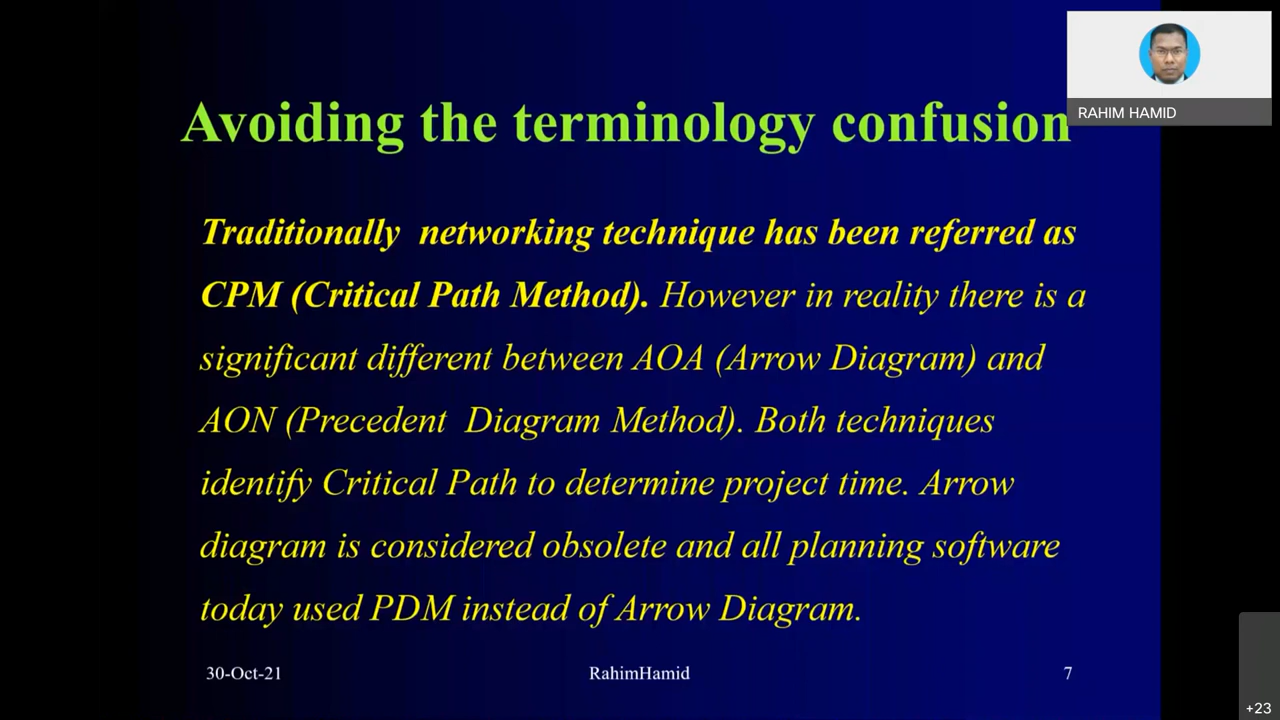 RAHIM HAMID
Avoiding the terminology confusion
Traditionally networking technique has been referred as
CPM (Critical Path Method). However in reality there is a
significant different between AOA (Arrow Diagram) and
AON (Precedent Diagram Method). Both techniques
identify Critical Path to determine project time. Arrow
diagram is considered obsolete and all planning software
today used PDM instead of Arrow Diagram.
30-Oct-21 RahimHamid 7
+23